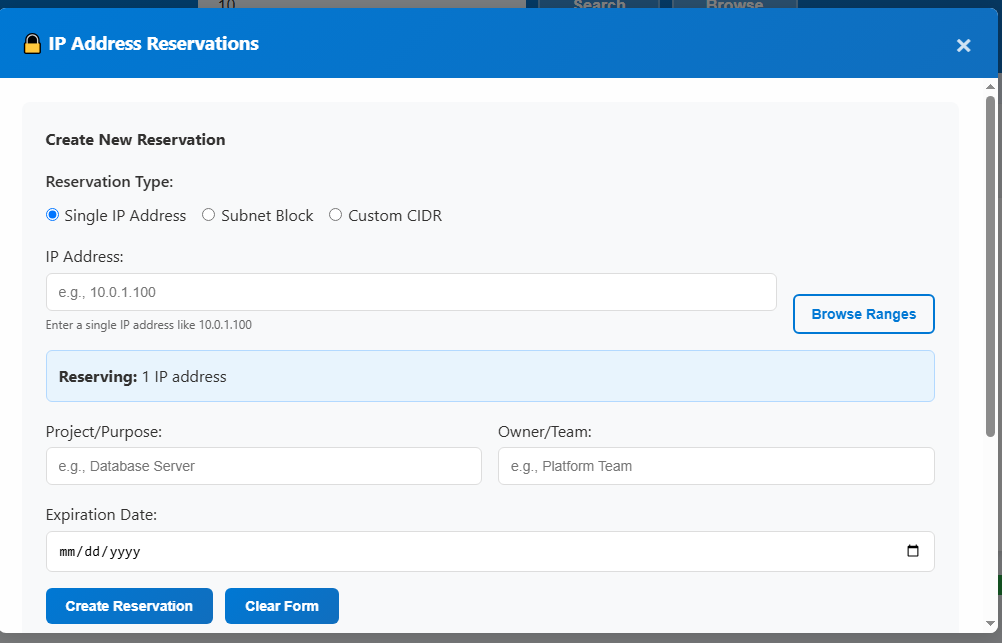 10
Search
Browse
IP Address Reservations
×
Create New Reservation
Reservation Type:
Single IP Address Subnet Block Custom CIDR
IP Address:
e.g., 10.0.1.100
Browse Ranges
Enter a single IP address like 10.0.1.100
Reserving: 1 IP address
Project/Purpose: Owner/Team:
e.g., Database Server e.g., Platform Team
Expiration Date:
mm/dd/yyyy
Create Reservation Clear Form